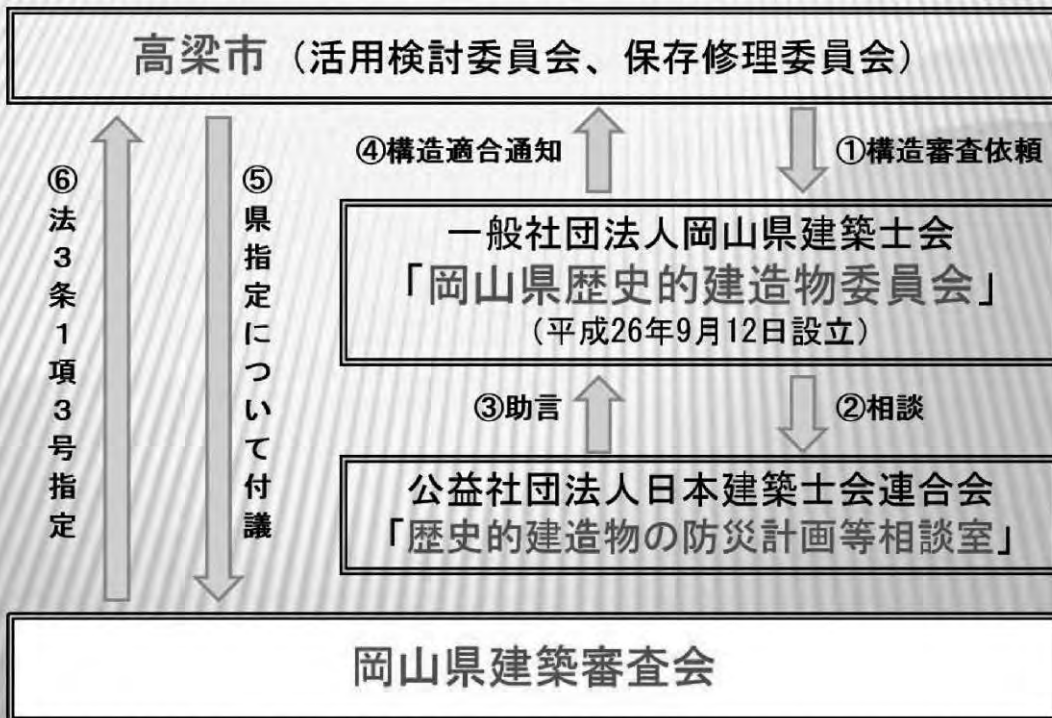 高梁市（活用検討委員会、保存修理委員会）
④構造適合通知
①構造審査依頼
⑥法3条1項3号指定
⑤県指定について付議
一般社団法人岡山県建築士会
「岡山県歴史的建造物委員会」
（平成26年9月12日設立）
③助言
②相談
公益社団法人日本建築士会連合会
「歴史的建造物の防災計画等相談室」
岡山県建築審査会